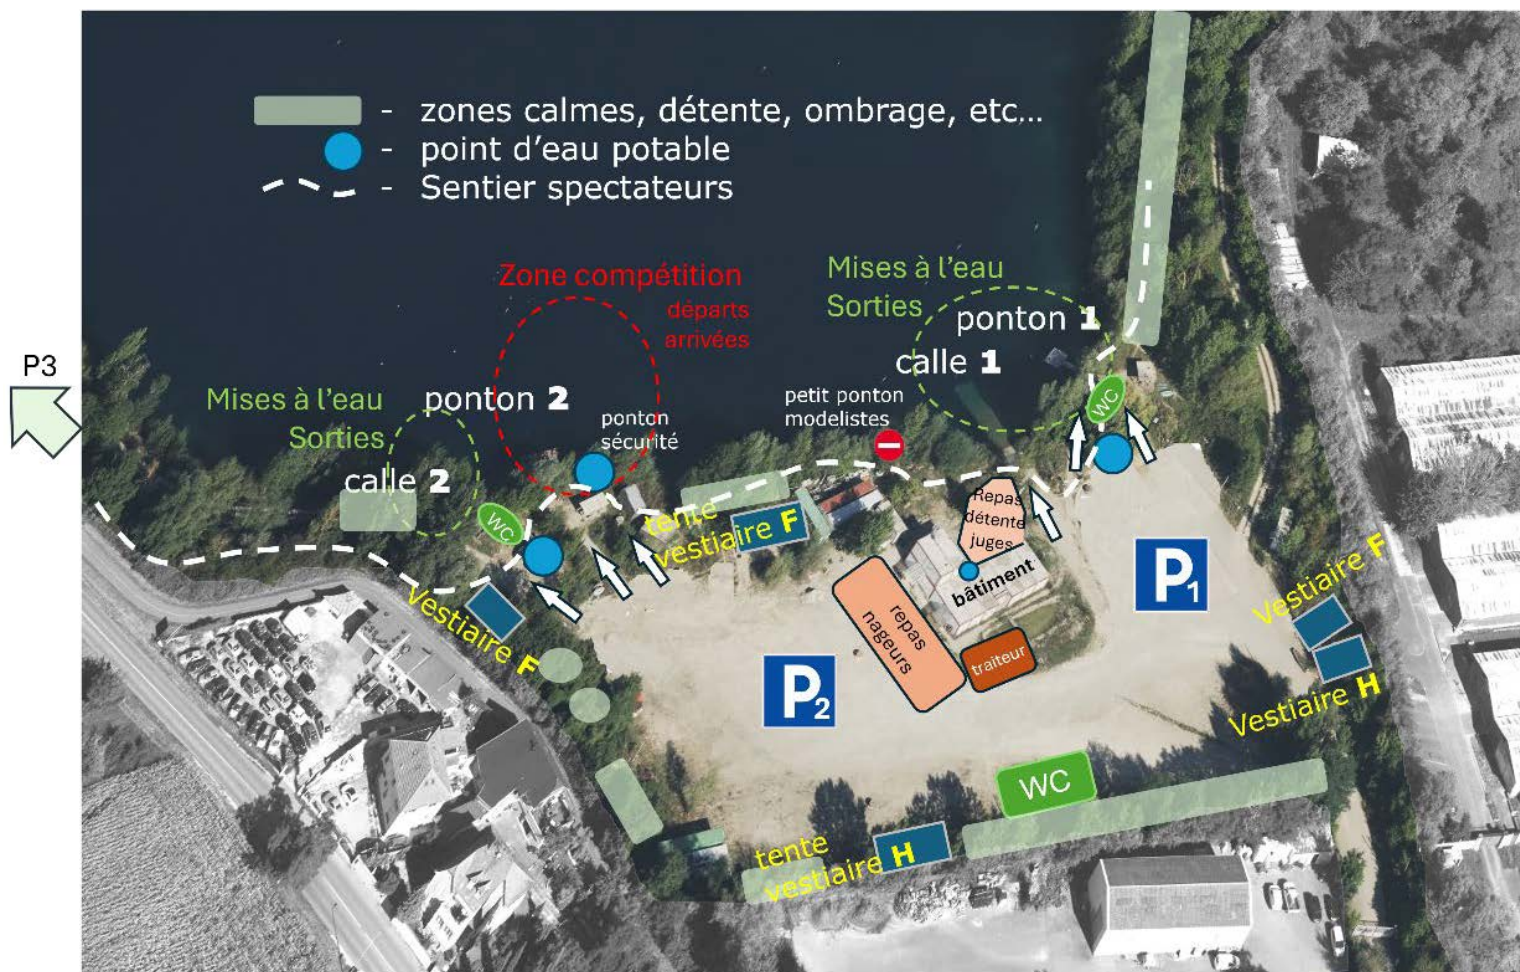 - zones calmes, détente, ombrage, etc...
- point d'eau potable
- Sentier spectateurs
Zone compétition
départs
arrivées
Mises à l'eau
Sorties
ponton 1
calle 1
P3
Mises à l'eau
Sorties
ponton 2
calle 2
ponton
sécurité
petit ponton
modelistes
WC
WC
Repas
détente
juges
bâtiment
tente
vestiaire F
Vestiaire F
repas
nageurs
traiteur
P1
P2
Vestiaire F
Vestiaire H
WC
tente
vestiaire H